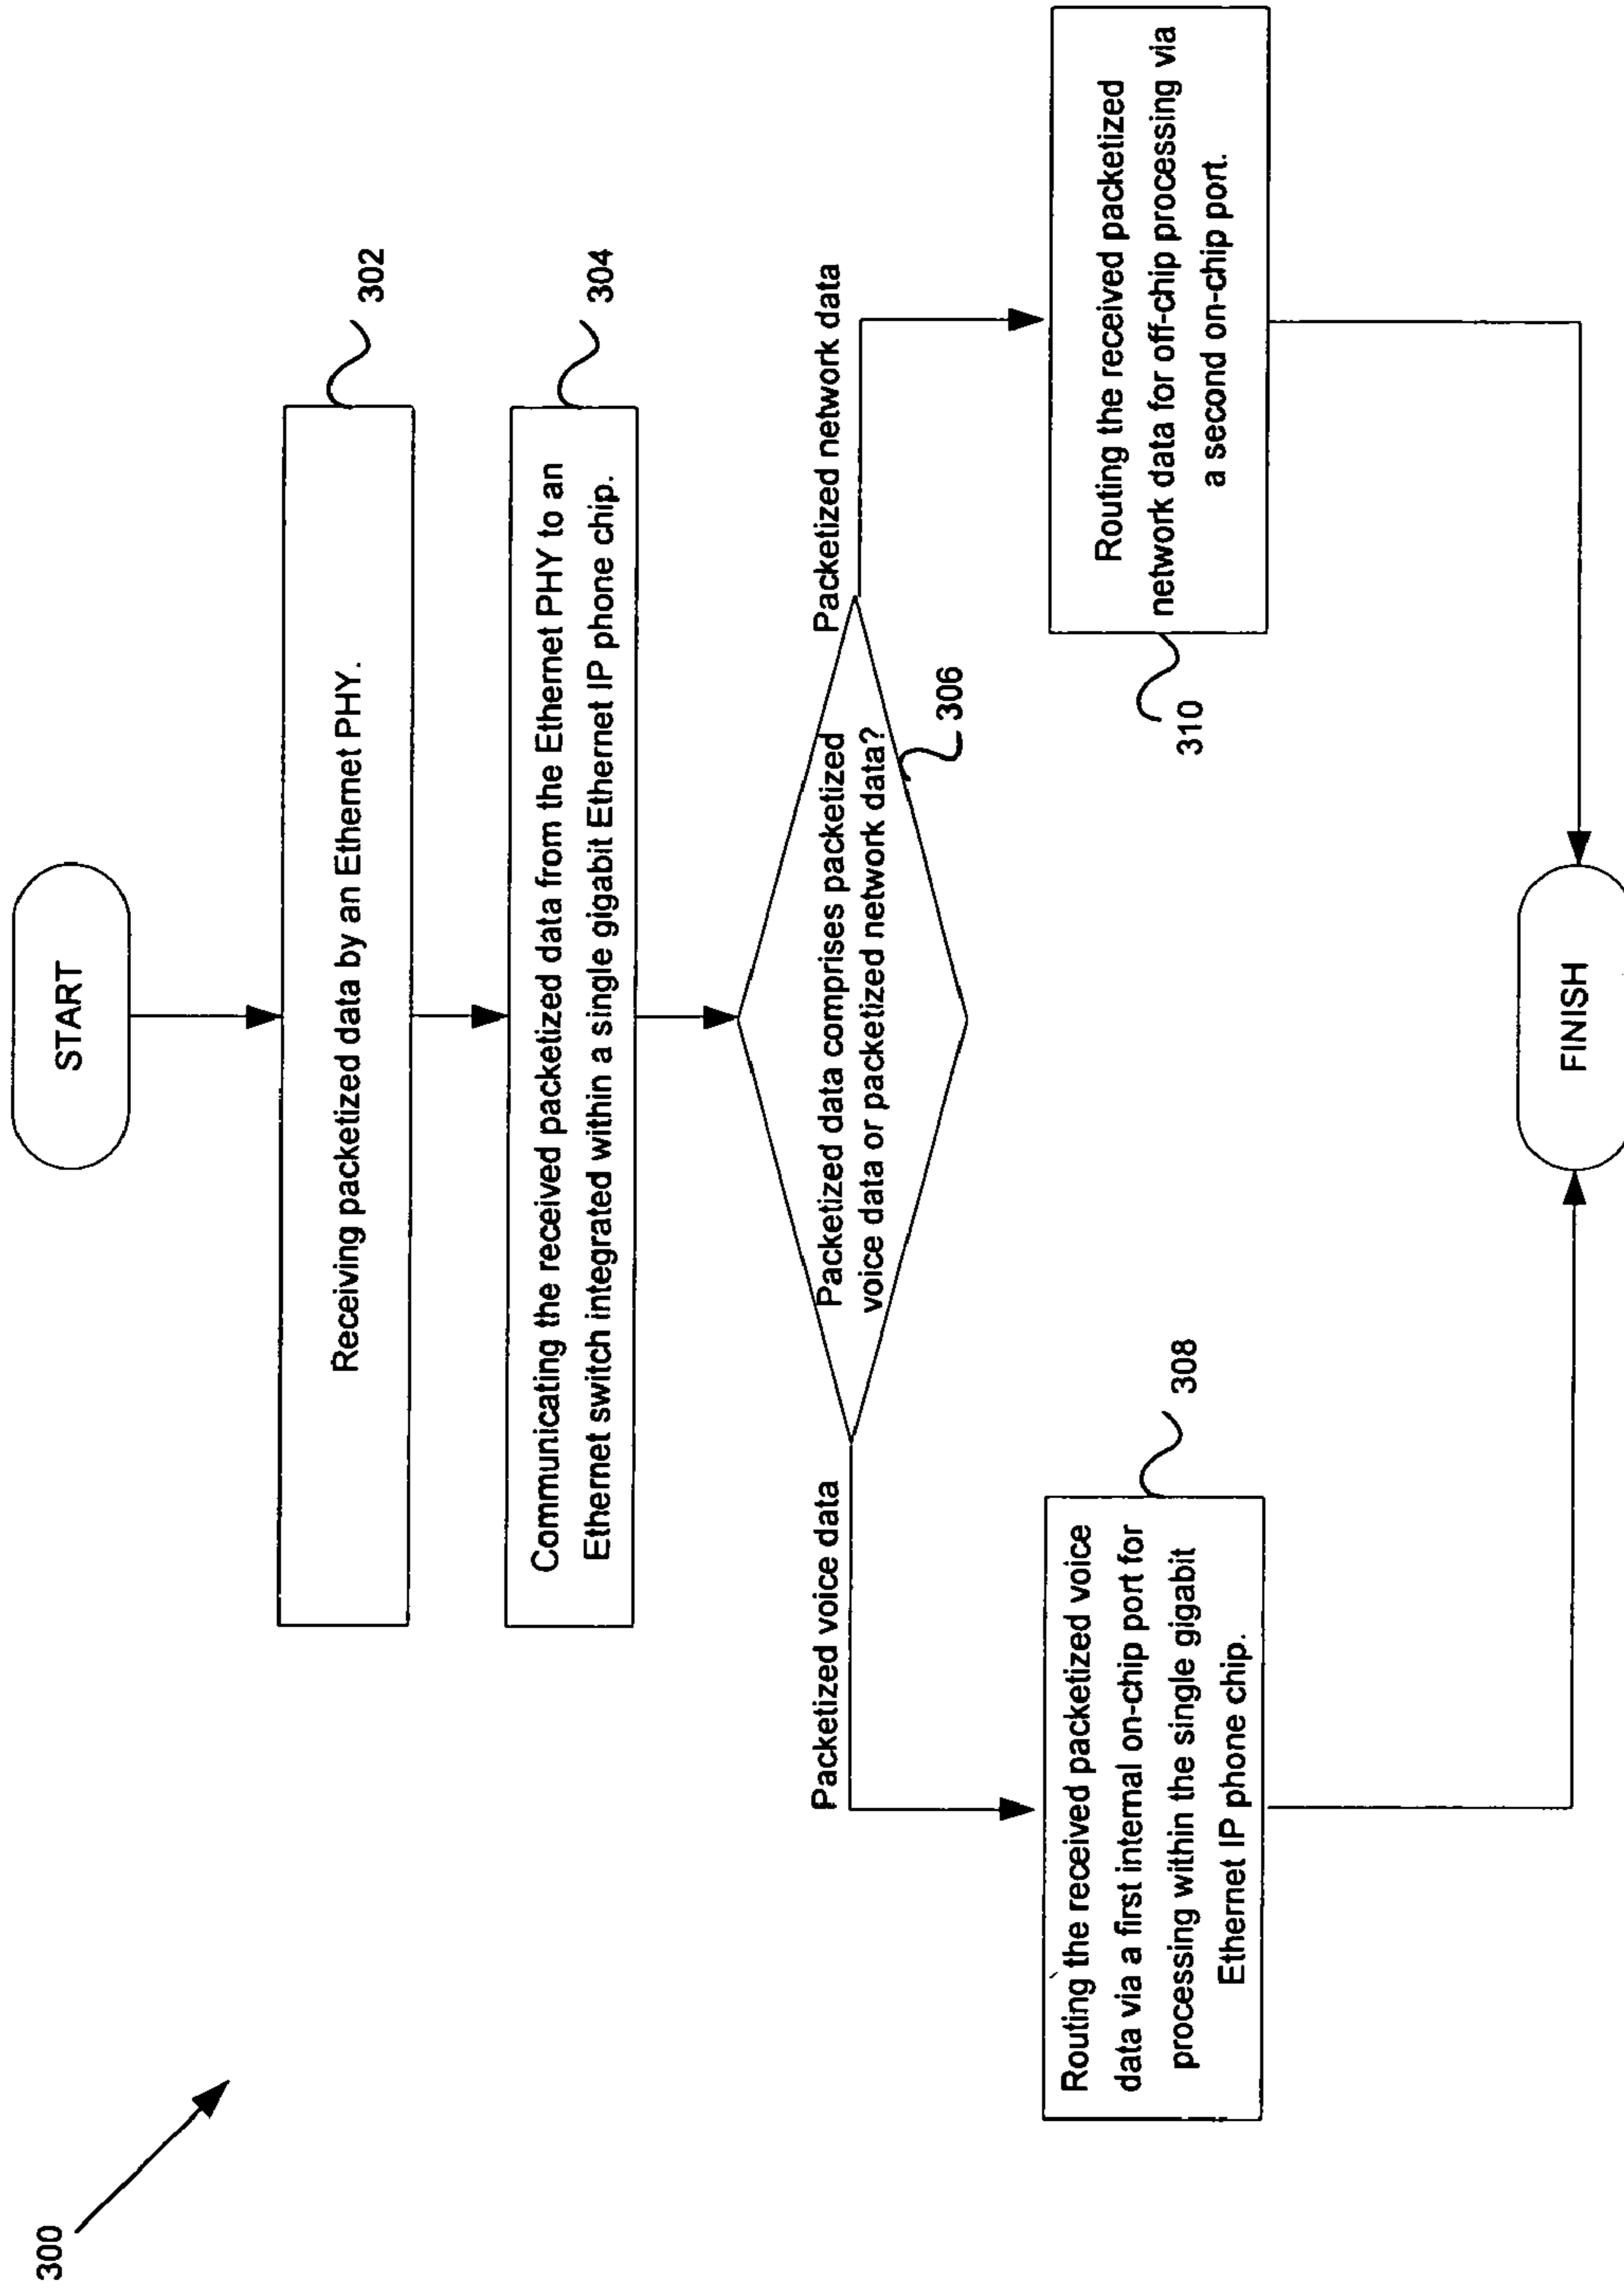 300
START
Receiving packetized data by an Ethernet PHY.
302
Communicating the received packetized data from the Ethernet PHY to an
Ethernet switch integrated within a single gigabit Ethernet IP phone chip.
304
Packetized data comprises packetized
voice data or packetized network data?
306
Packetized voice data
Packetized network data
Routing the received packetized voice
data via a first internal on-chip port for
processing within the single gigabit
Ethernet IP phone chip.
308
Routing the received packetized
network data for off-chip processing via
a second on-chip port.
310
FINISH